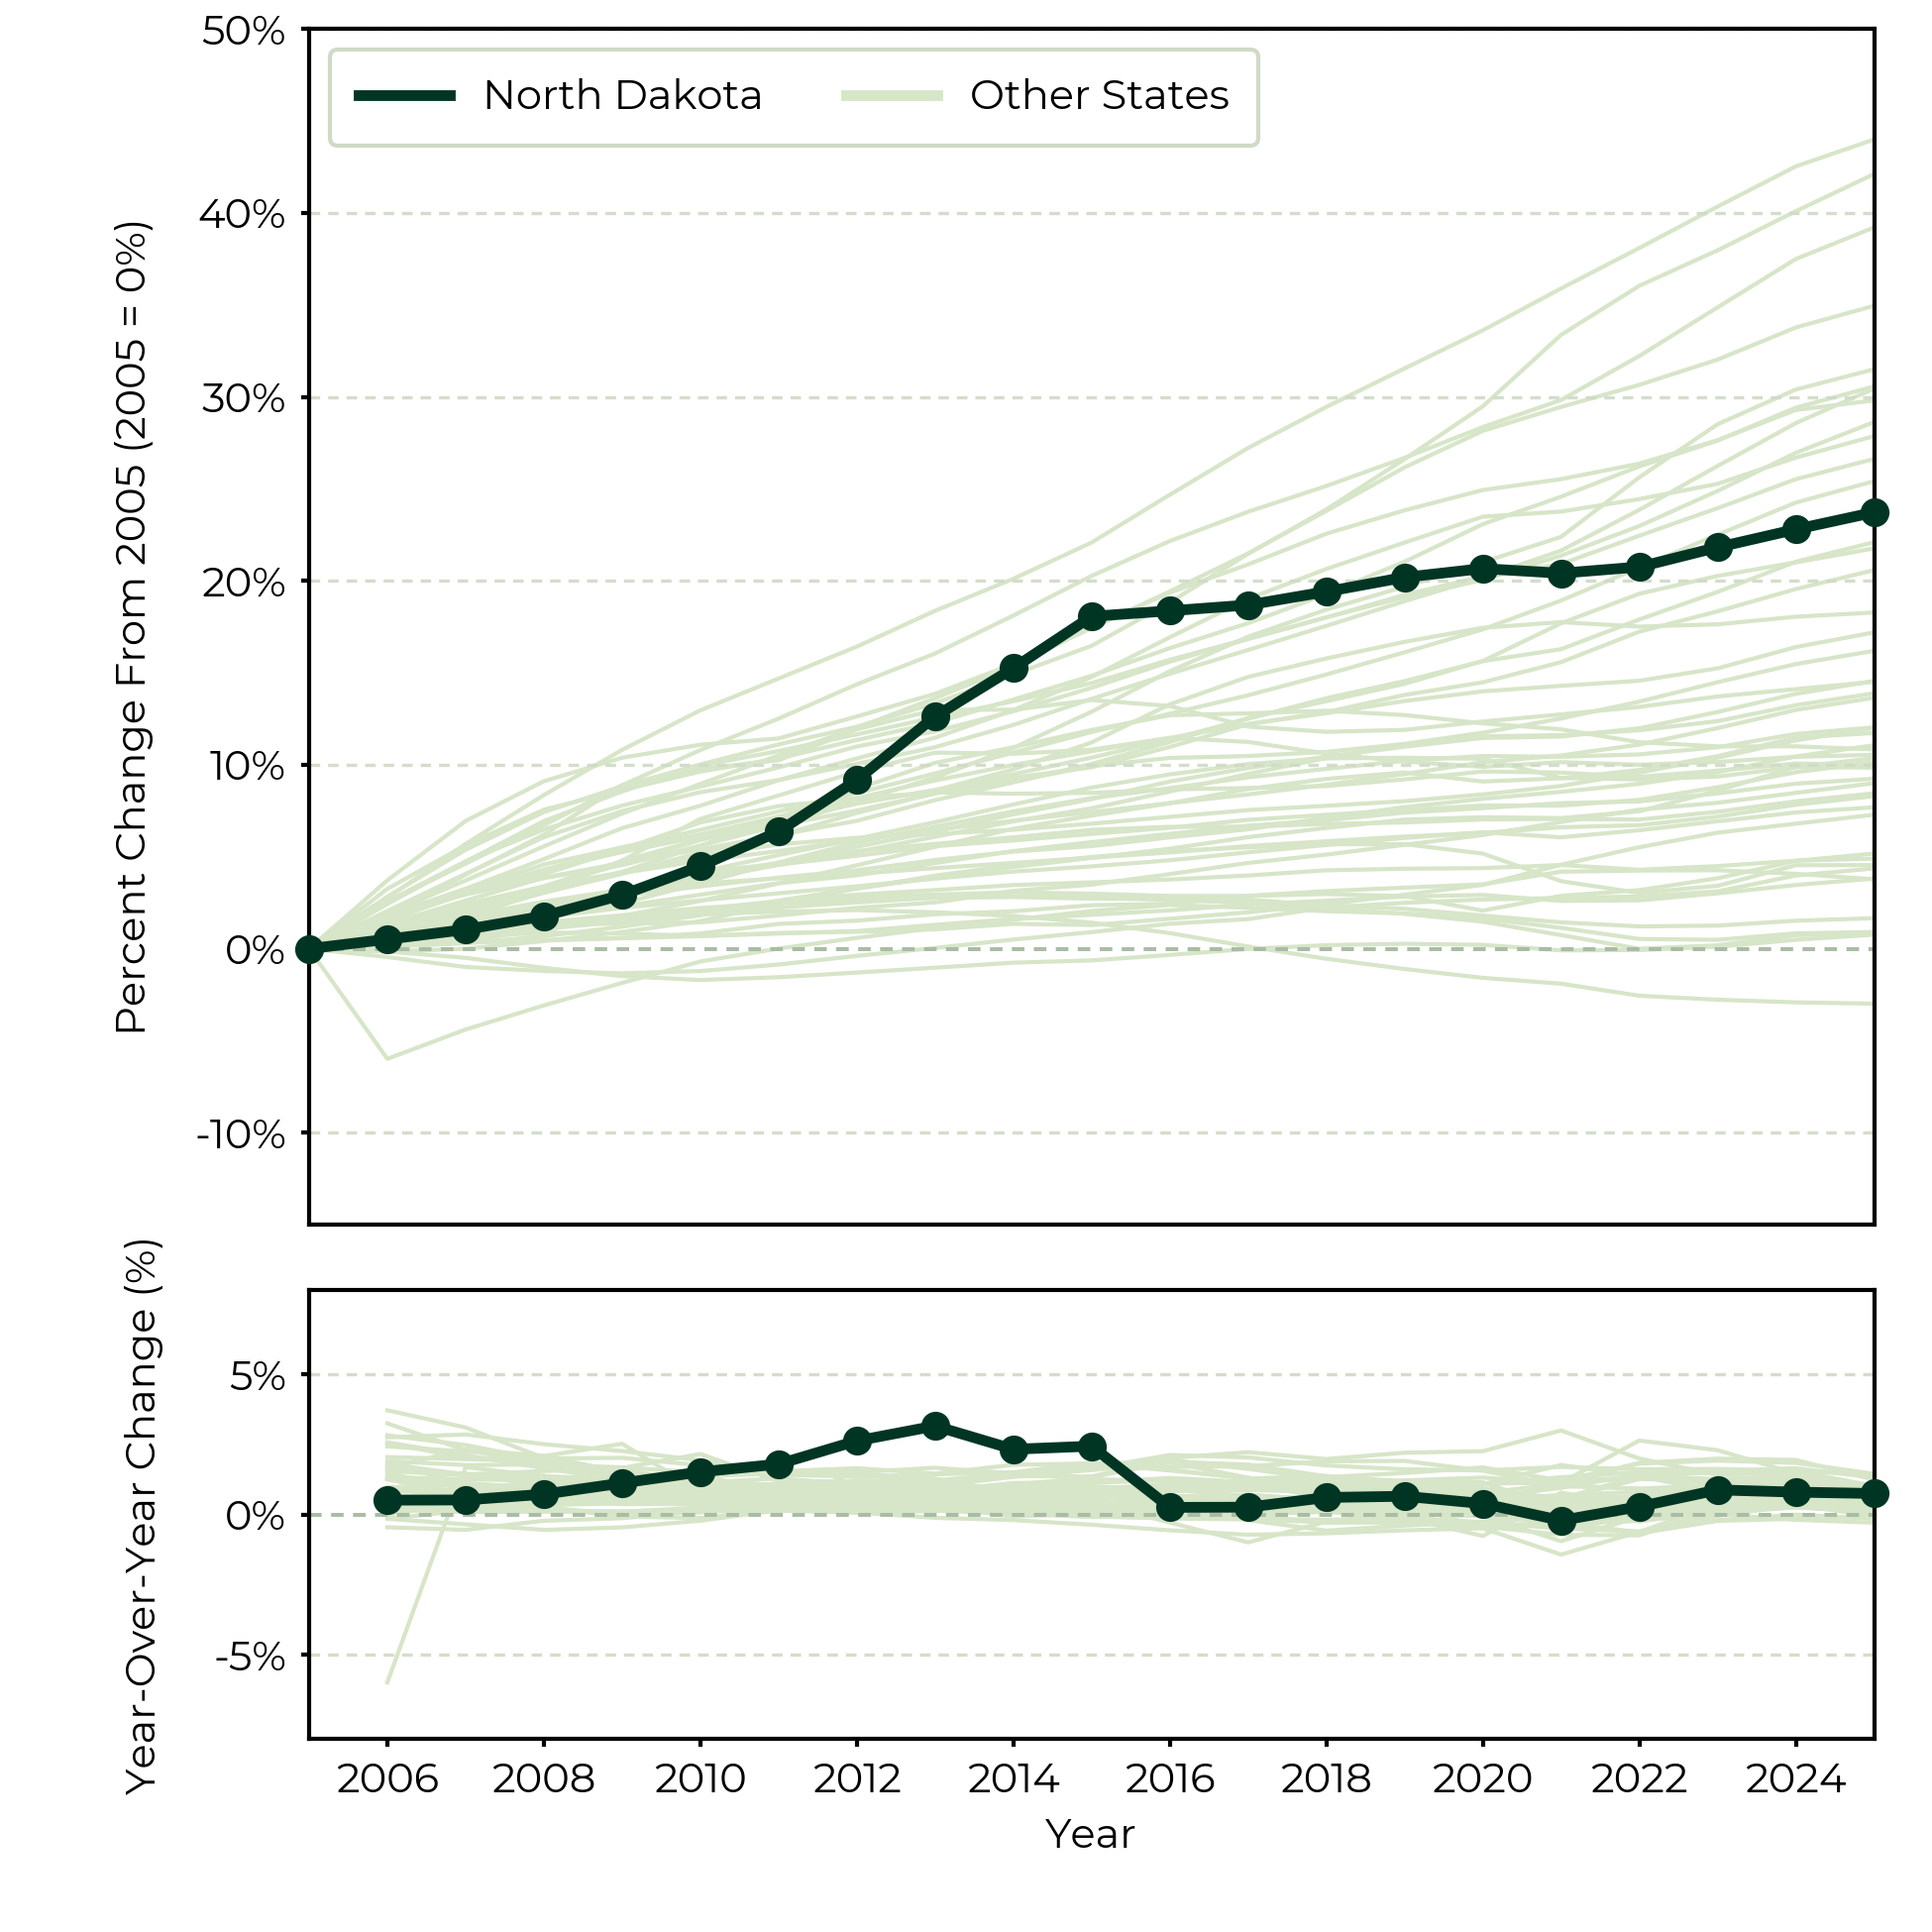 50%
North Dakota
Other States
40%
30%
20%
10%
0%
-10%
Percent Change From 2005 (2005 = 0%)
5%
0%
-5%
Year-Over-Year Change (%)
2006 2008 2010 2012 2014 2016 2018 2020 2022 2024
Year